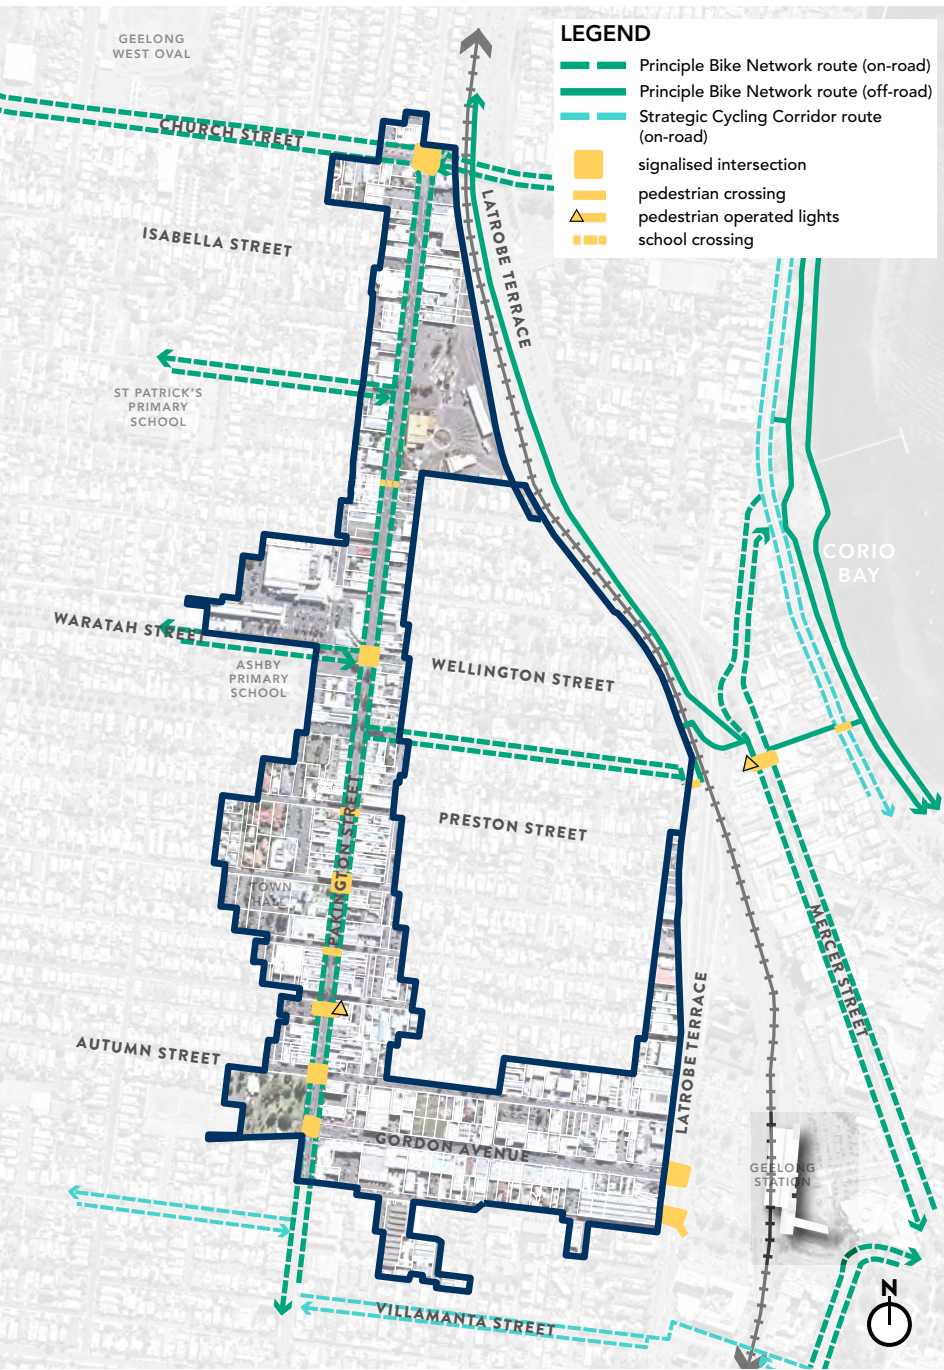 GEELONG
WEST OVAL
LEGEND
Principle Bike Network route (on-road)
Principle Bike Network route (off-road)
Strategic Cycling Corridor route
(on-road)
signalised intersection
pedestrian crossing
pedestrian operated lights
school crossing
CHURCH STREET
ISABELLA STREET
LATROBE TERRACE
ST PATRICK'S
PRIMARY
SCHOOL
CORIO
BAY
WARATAH STREET
ASHBY
PRIMARY
SCHOOL
WELLINGTON STREET
PRESTON STREET
PAKINGTON STREET
TOWN
HALL
MERCER STREET
AUTUMN STREET
LATROBE TERRACE
GORDON AVENUE
GEELONG
STATION
VILLAMANTA STREET
N